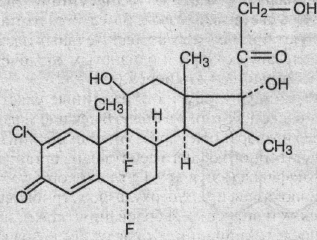 CH₂—OH
CH₃ C=O
HO OH
CH₃ H
Cl CH₃
F H
O
F